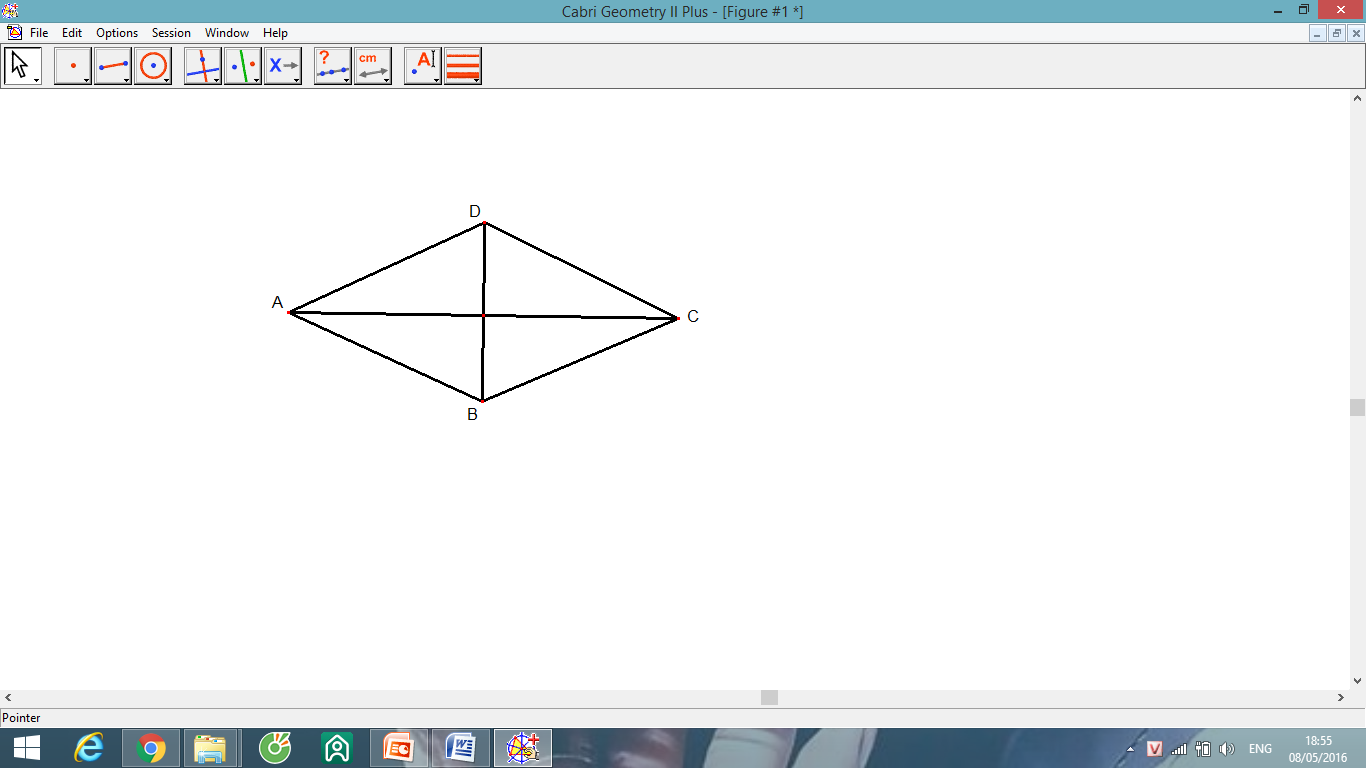 Cabri Geometry II Plus - [Figure #1 *]
File Edit Options Session Window Help
X ? cm A
D
A
C
B
Pointer
V ENG 18:55
08/05/2016